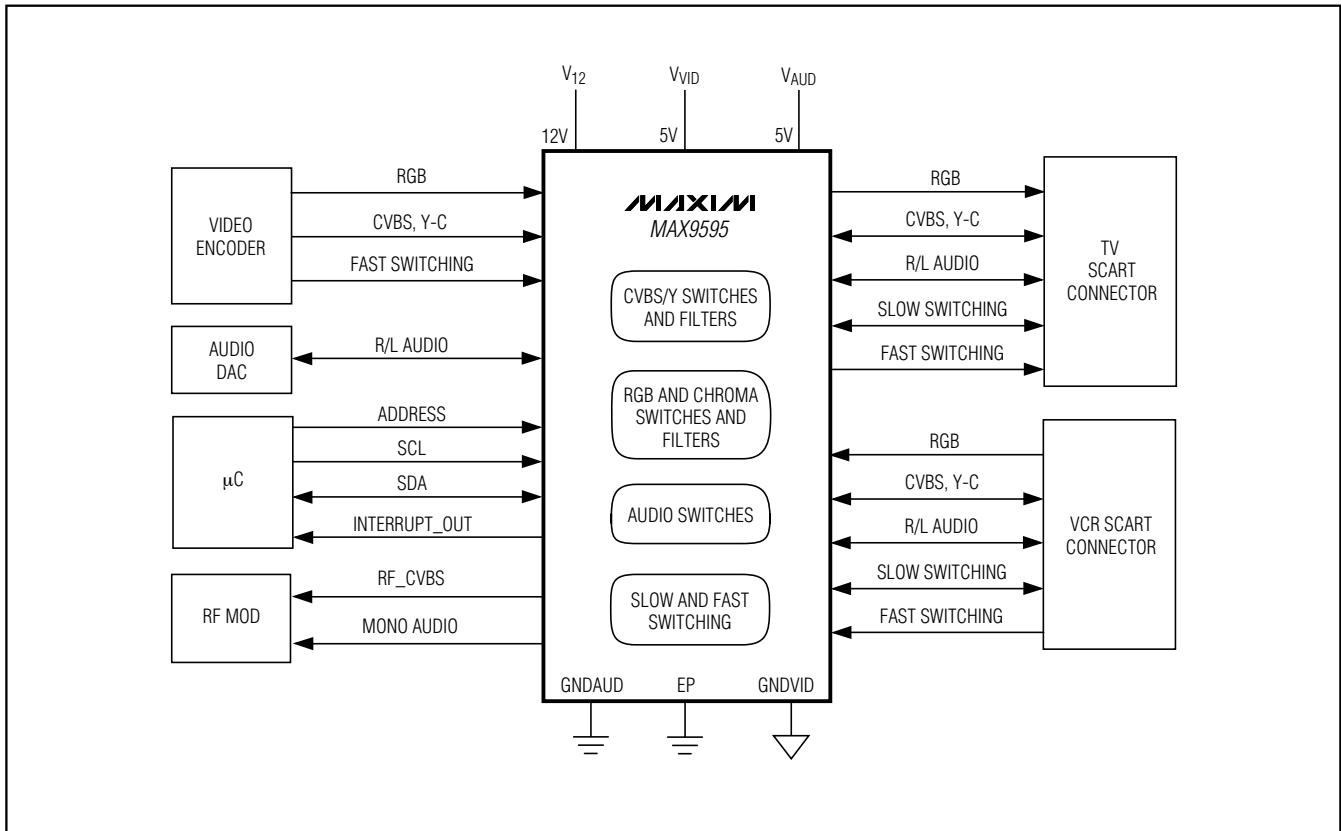 V12
VVID
VAUD
12V
5V
5V
VIDEO
ENCODER
RGB
CVBS, Y-C
FAST SWITCHING
AUDIO
DAC
R/L AUDIO
μC
ADDRESS
SCL
SDA
INTERRUPT_OUT
RF MOD
RF_CVBS
MONO AUDIO
MAXIM
MAX9595
CVBS/Y SWITCHES
AND FILTERS
RGB AND CHROMA
SWITCHES AND
FILTERS
AUDIO SWITCHES
SLOW AND FAST
SWITCHING
GNDAUD
EP
GNDVID
RGB
CVBS, Y-C
R/L AUDIO
SLOW SWITCHING
FAST SWITCHING
TV
SCART
CONNECTOR
RGB
CVBS, Y-C
R/L AUDIO
SLOW SWITCHING
FAST SWITCHING
VCR SCART
CONNECTOR